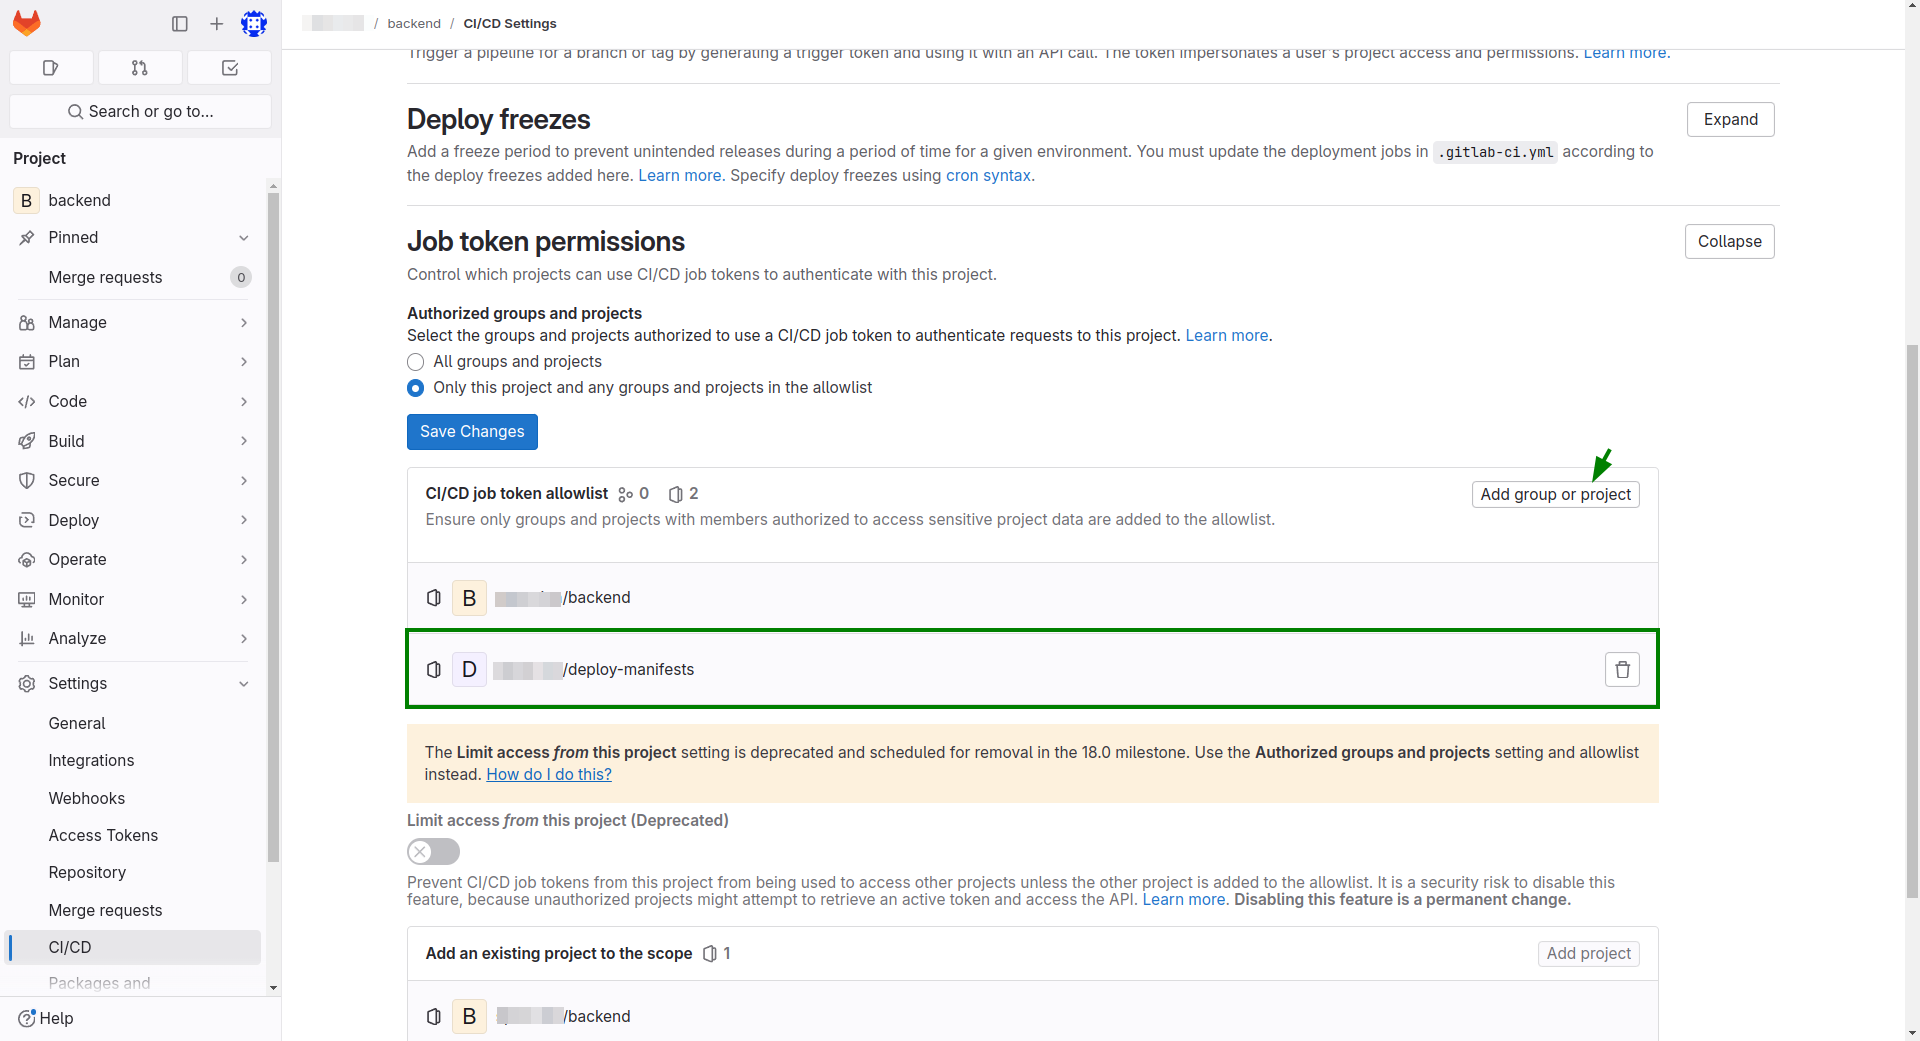 / backend / CI/CD Settings
Search or go to...
Project
B backend
Pinned
Merge requests 0
Manage
Plan
Code
Build
Secure
Deploy
Operate
Monitor
Analyze
Settings
General
Integrations
Webhooks
Access Tokens
Repository
Merge requests
CI/CD
Packages and
Help
Trigger a pipeline for a branch or tag by generating a trigger token and using it with an API call. The token impersonates a user's project access and permissions. Learn more.
Deploy freezes
Expand
Add a freeze period to prevent unintended releases during a period of time for a given environment. You must update the deployment jobs in .gitlab-ci.yml according to
the deploy freezes added here. Learn more. Specify deploy freezes using cron syntax.
Job token permissions
Collapse
Control which projects can use CI/CD job tokens to authenticate with this project.
Authorized groups and projects
Select the groups and projects authorized to use a CI/CD job token to authenticate requests to this project. Learn more.
All groups and projects
Only this project and any groups and projects in the allowlist
Save Changes
CI/CD job token allowlist 0 2
Add group or project
Ensure only groups and projects with members authorized to access sensitive project data are added to the allowlist.
B /backend
D /deploy-manifests
The Limit access from this project setting is deprecated and scheduled for removal in the 18.0 milestone. Use the Authorized groups and projects setting and allowlist
instead. How do I do this?
Limit access from this project (Deprecated)
Prevent CI/CD job tokens from this project from being used to access other projects unless the other project is added to the allowlist. It is a security risk to disable this
feature, because unauthorized projects might attempt to retrieve an active token and access the API. Learn more. Disabling this feature is a permanent change.
Add an existing project to the scope 1
Add project
B /backend